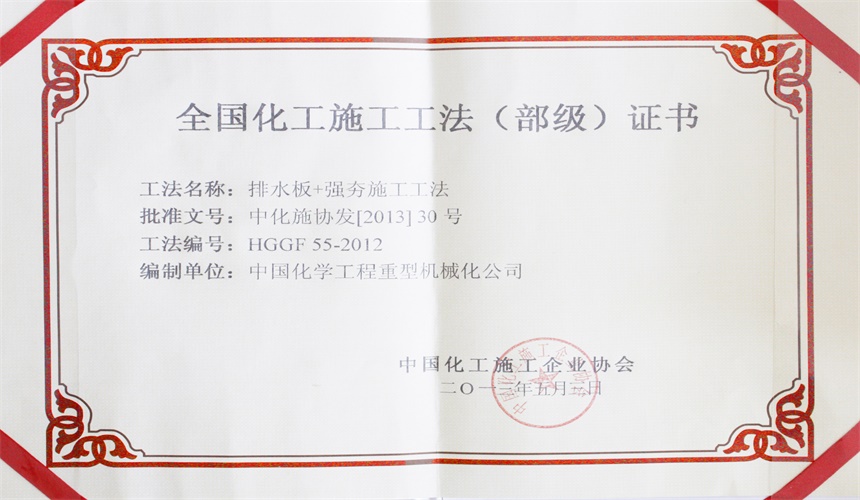 全国化工施工工法（部级）证书
工法名称：排水板+强夯施工工法
批准文号：中化施协发[2013] 30 号
工法编号：HGGF 55-2012
编制单位：中国化学工程重型机械化公司
中国化工施工企业协会
二〇一三年五月三日